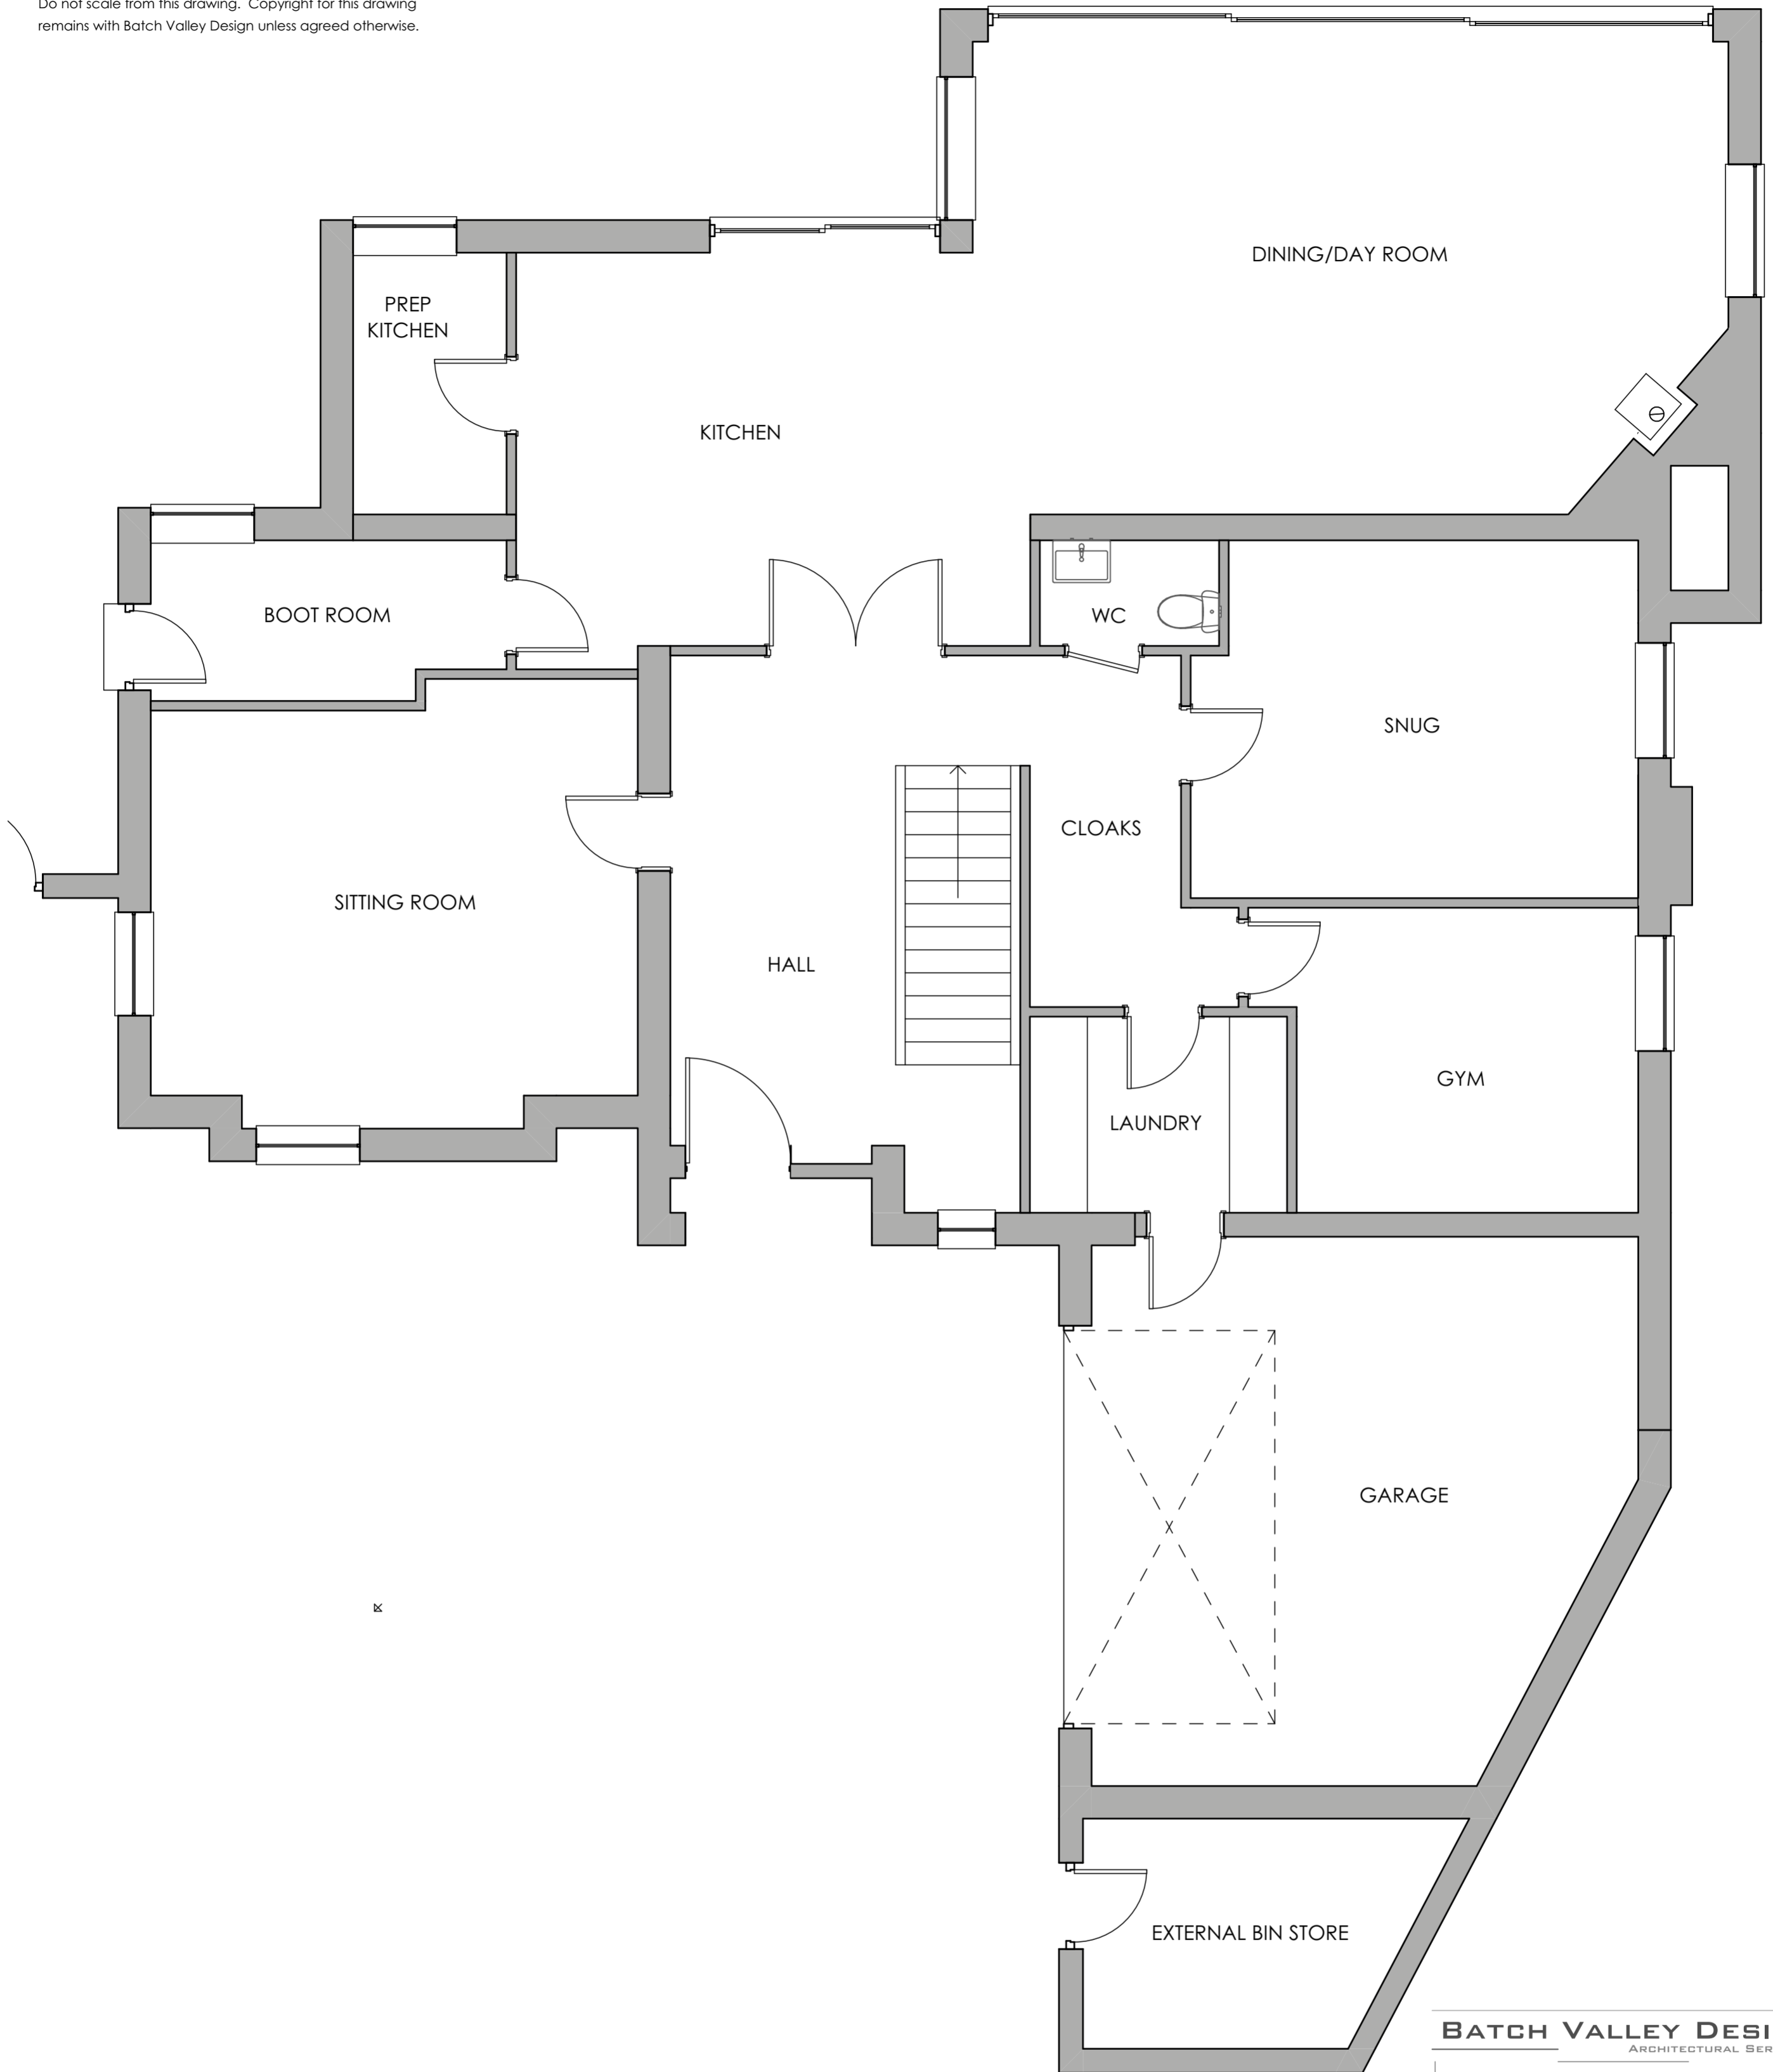 Do not scale from this drawing. Copyright for this drawing
remains with Batch Valley Design unless agreed otherwise.
DINING/DAY ROOM
PREP
KITCHEN
KITCHEN
BOOT ROOM
WC
SNUG
CLOAKS
SITTING ROOM
HALL
GYM
LAUNDRY
GARAGE
EXTERNAL BIN STORE
BATCH VALLEY DESI
ARCHITECTURAL SER